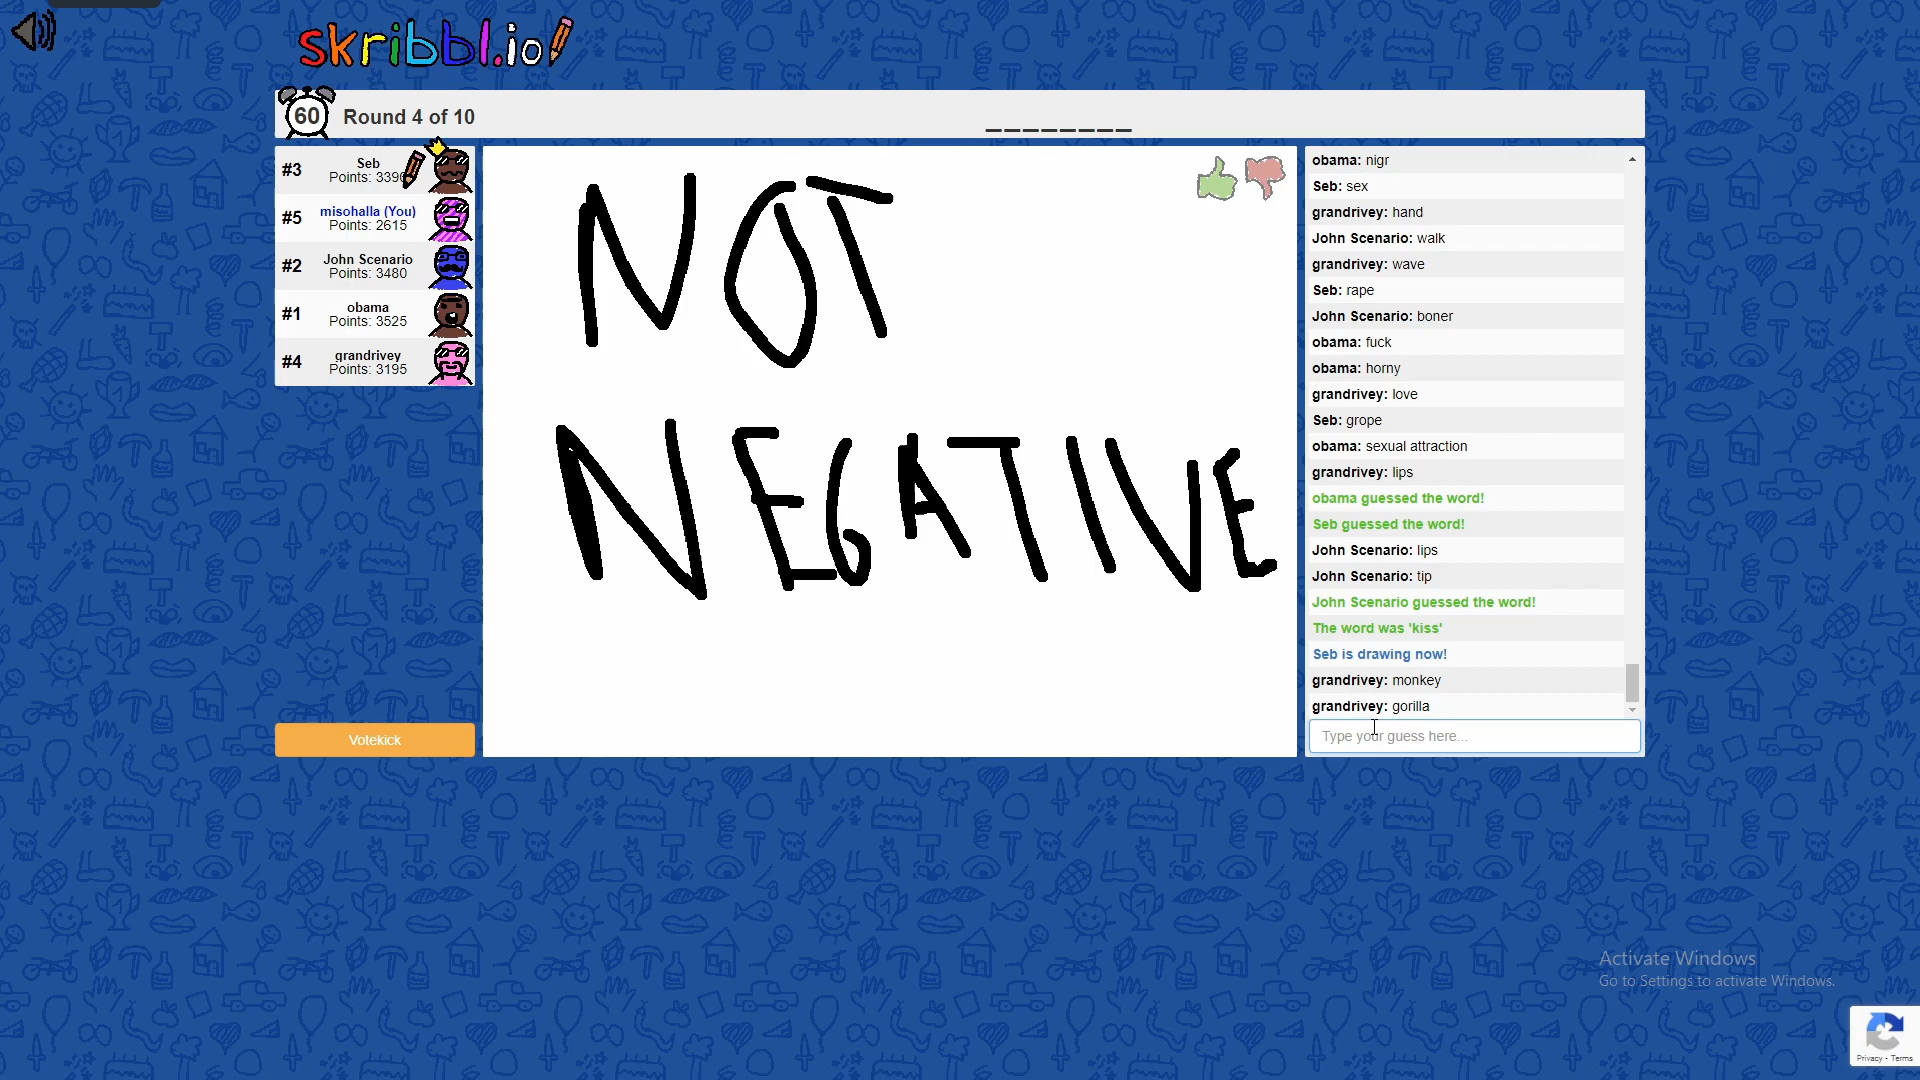 skribbl.io
60 Round 4 of 10
________
#3 Seb
Points: 3390
#5 misohalla (You)
Points: 2615
#2 John Scenario
Points: 3480
#1 obama
Points: 3525
#4 grandrivey
Points: 3195
Votekick
NOT
NEGATIVE
obama: nigr
Seb: sex
grandrivey: hand
John Scenario: walk
grandrivey: wave
Seb: rape
John Scenario: boner
obama: fuck
obama: horny
grandrivey: love
Seb: grope
obama: sexual attraction
grandrivey: lips
obama guessed the word!
Seb guessed the word!
John Scenario: lips
John Scenario: tip
John Scenario guessed the word!
The word was 'kiss'
Seb is drawing now!
grandrivey: monkey
grandrivey: gorilla
Type your guess here...
Activate Windows
Go to Settings to activate Windows.
Privacy - Terms